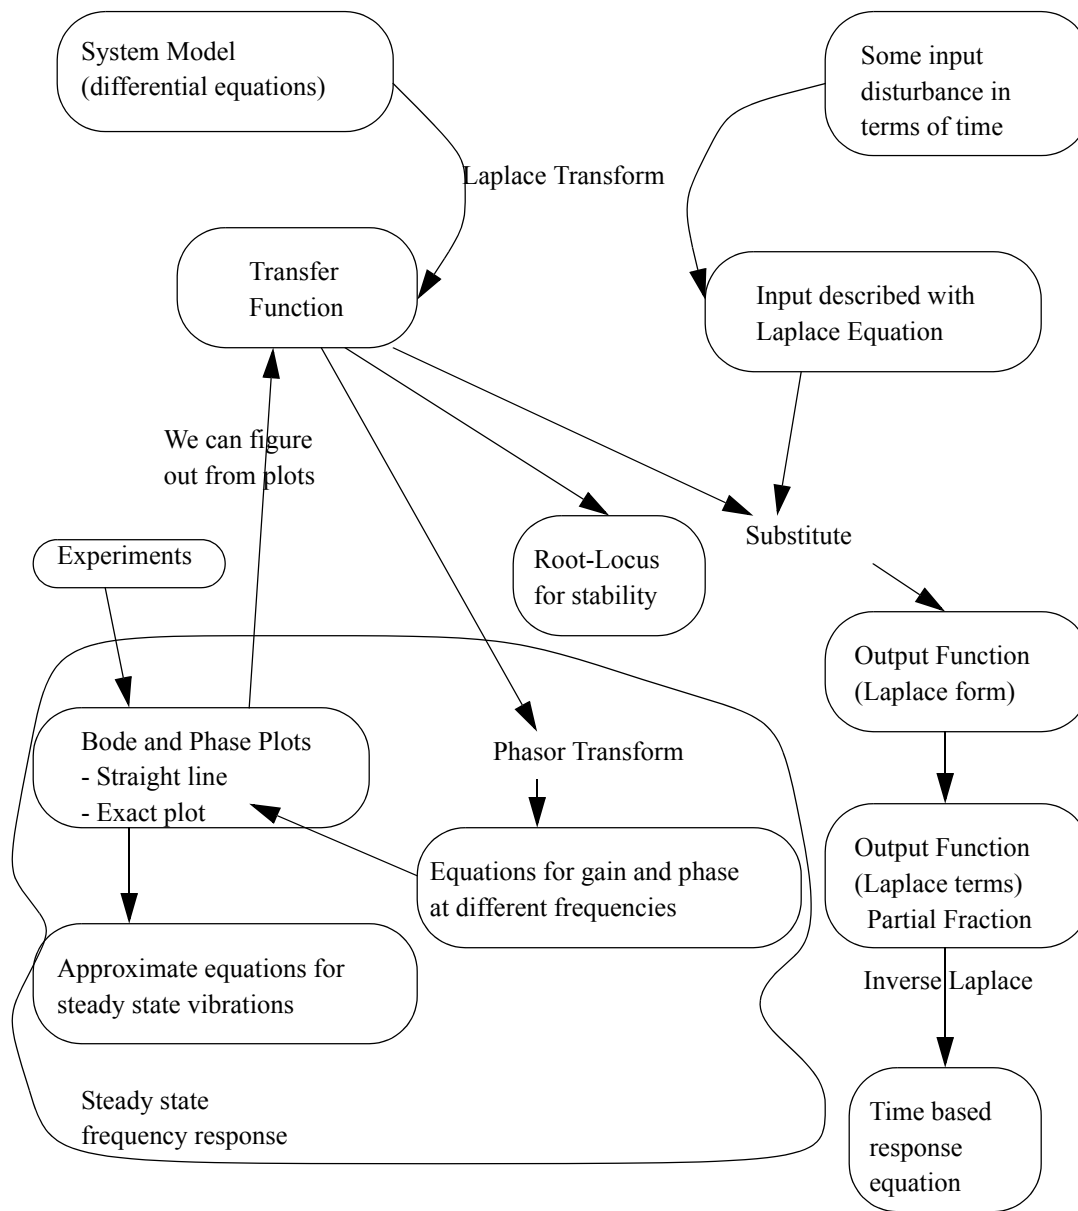 System Model
(differential equations)
Some input
disturbance in
terms of time
Laplace Transform
Transfer
Function
Input described with
Laplace Equation
We can figure
out from plots
Substitute
Experiments
Root-Locus
for stability
Output Function
(Laplace form)
Bode and Phase Plots
- Straight line
- Exact plot
Phasor Transform
Equations for gain and phase
at different frequencies
Output Function
(Laplace terms)
Partial Fraction
Approximate equations for
steady state vibrations
Inverse Laplace
Steady state
frequency response
Time based
response
equation